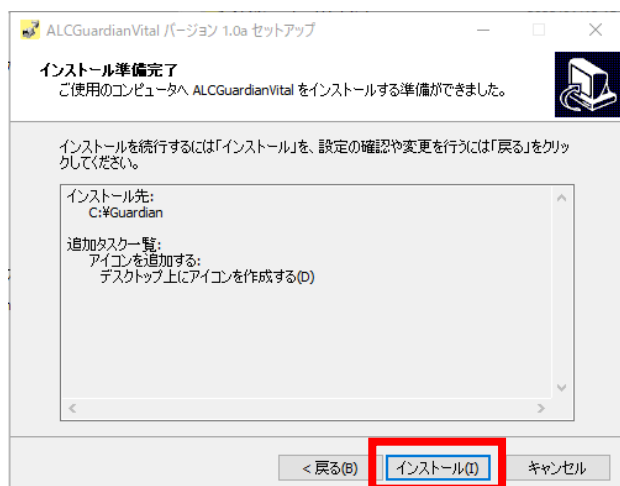 ALCGuardianVital バージョン 1.0a セットアップ
インストール準備完了
ご使用のコンピュータへ ALCGuardianVital をインストールする準備ができました。
インストールを続行するには「インストール」を、設定の確認や変更を行うには「戻る」をクリッ
クしてください。
インストール先:
C:¥Guardian
追加タスク一覧:
アイコンを追加する:
デスクトップ上にアイコンを作成する(D)
< 戻る(B)
インストール(I)
キャンセル